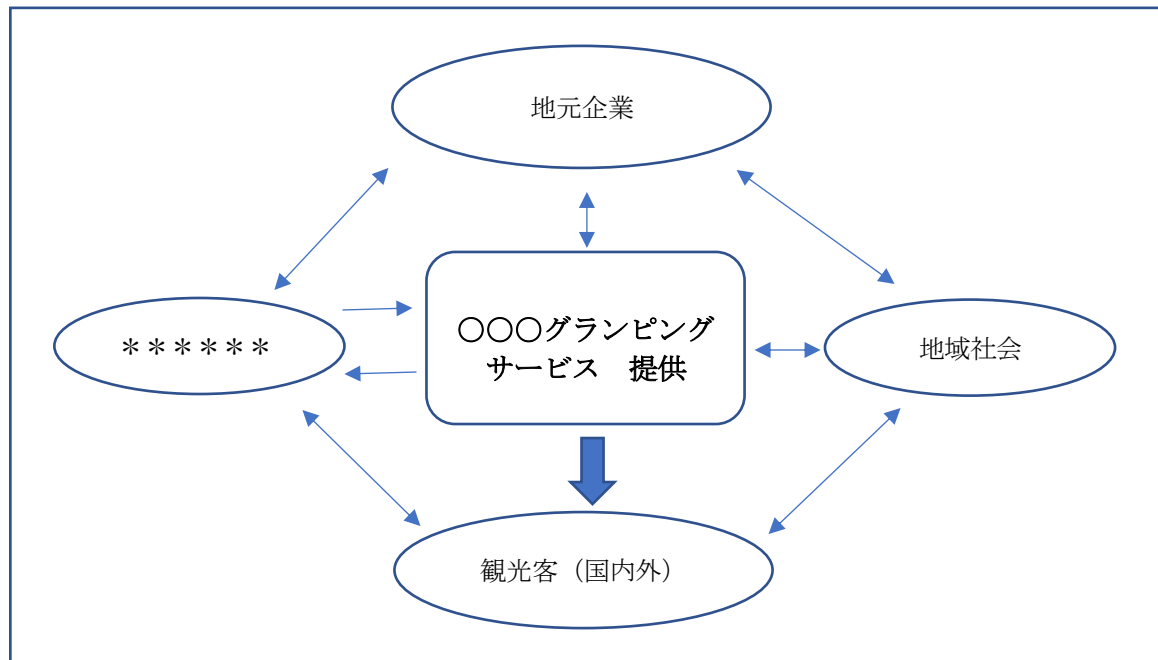 地元企業
〇〇〇グランピング
サービス　提供
＊＊＊＊＊＊
地域社会
観光客（国内外）